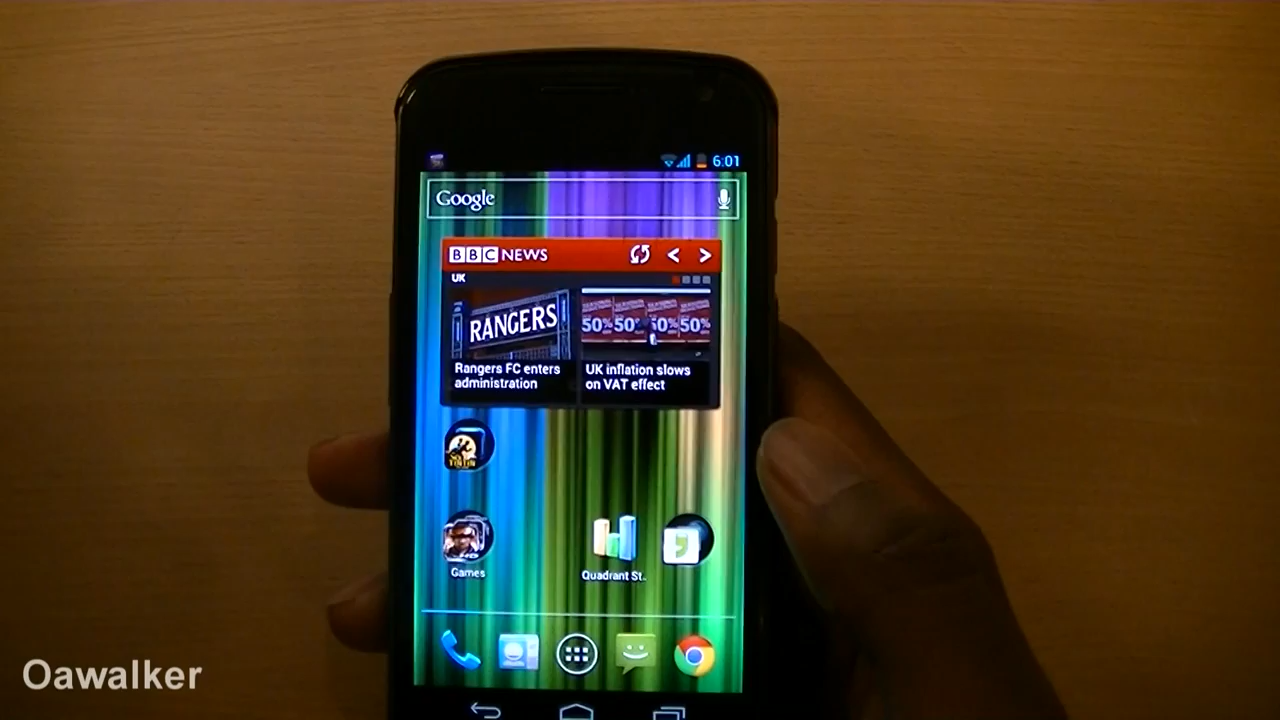 6:01
Google
BBC NEWS
UK
RANGERS
50% 50% 50% 50%
Rangers FC enters
administration
UK inflation slows
on VAT effect
Games
Quadrant St.
Oawalker